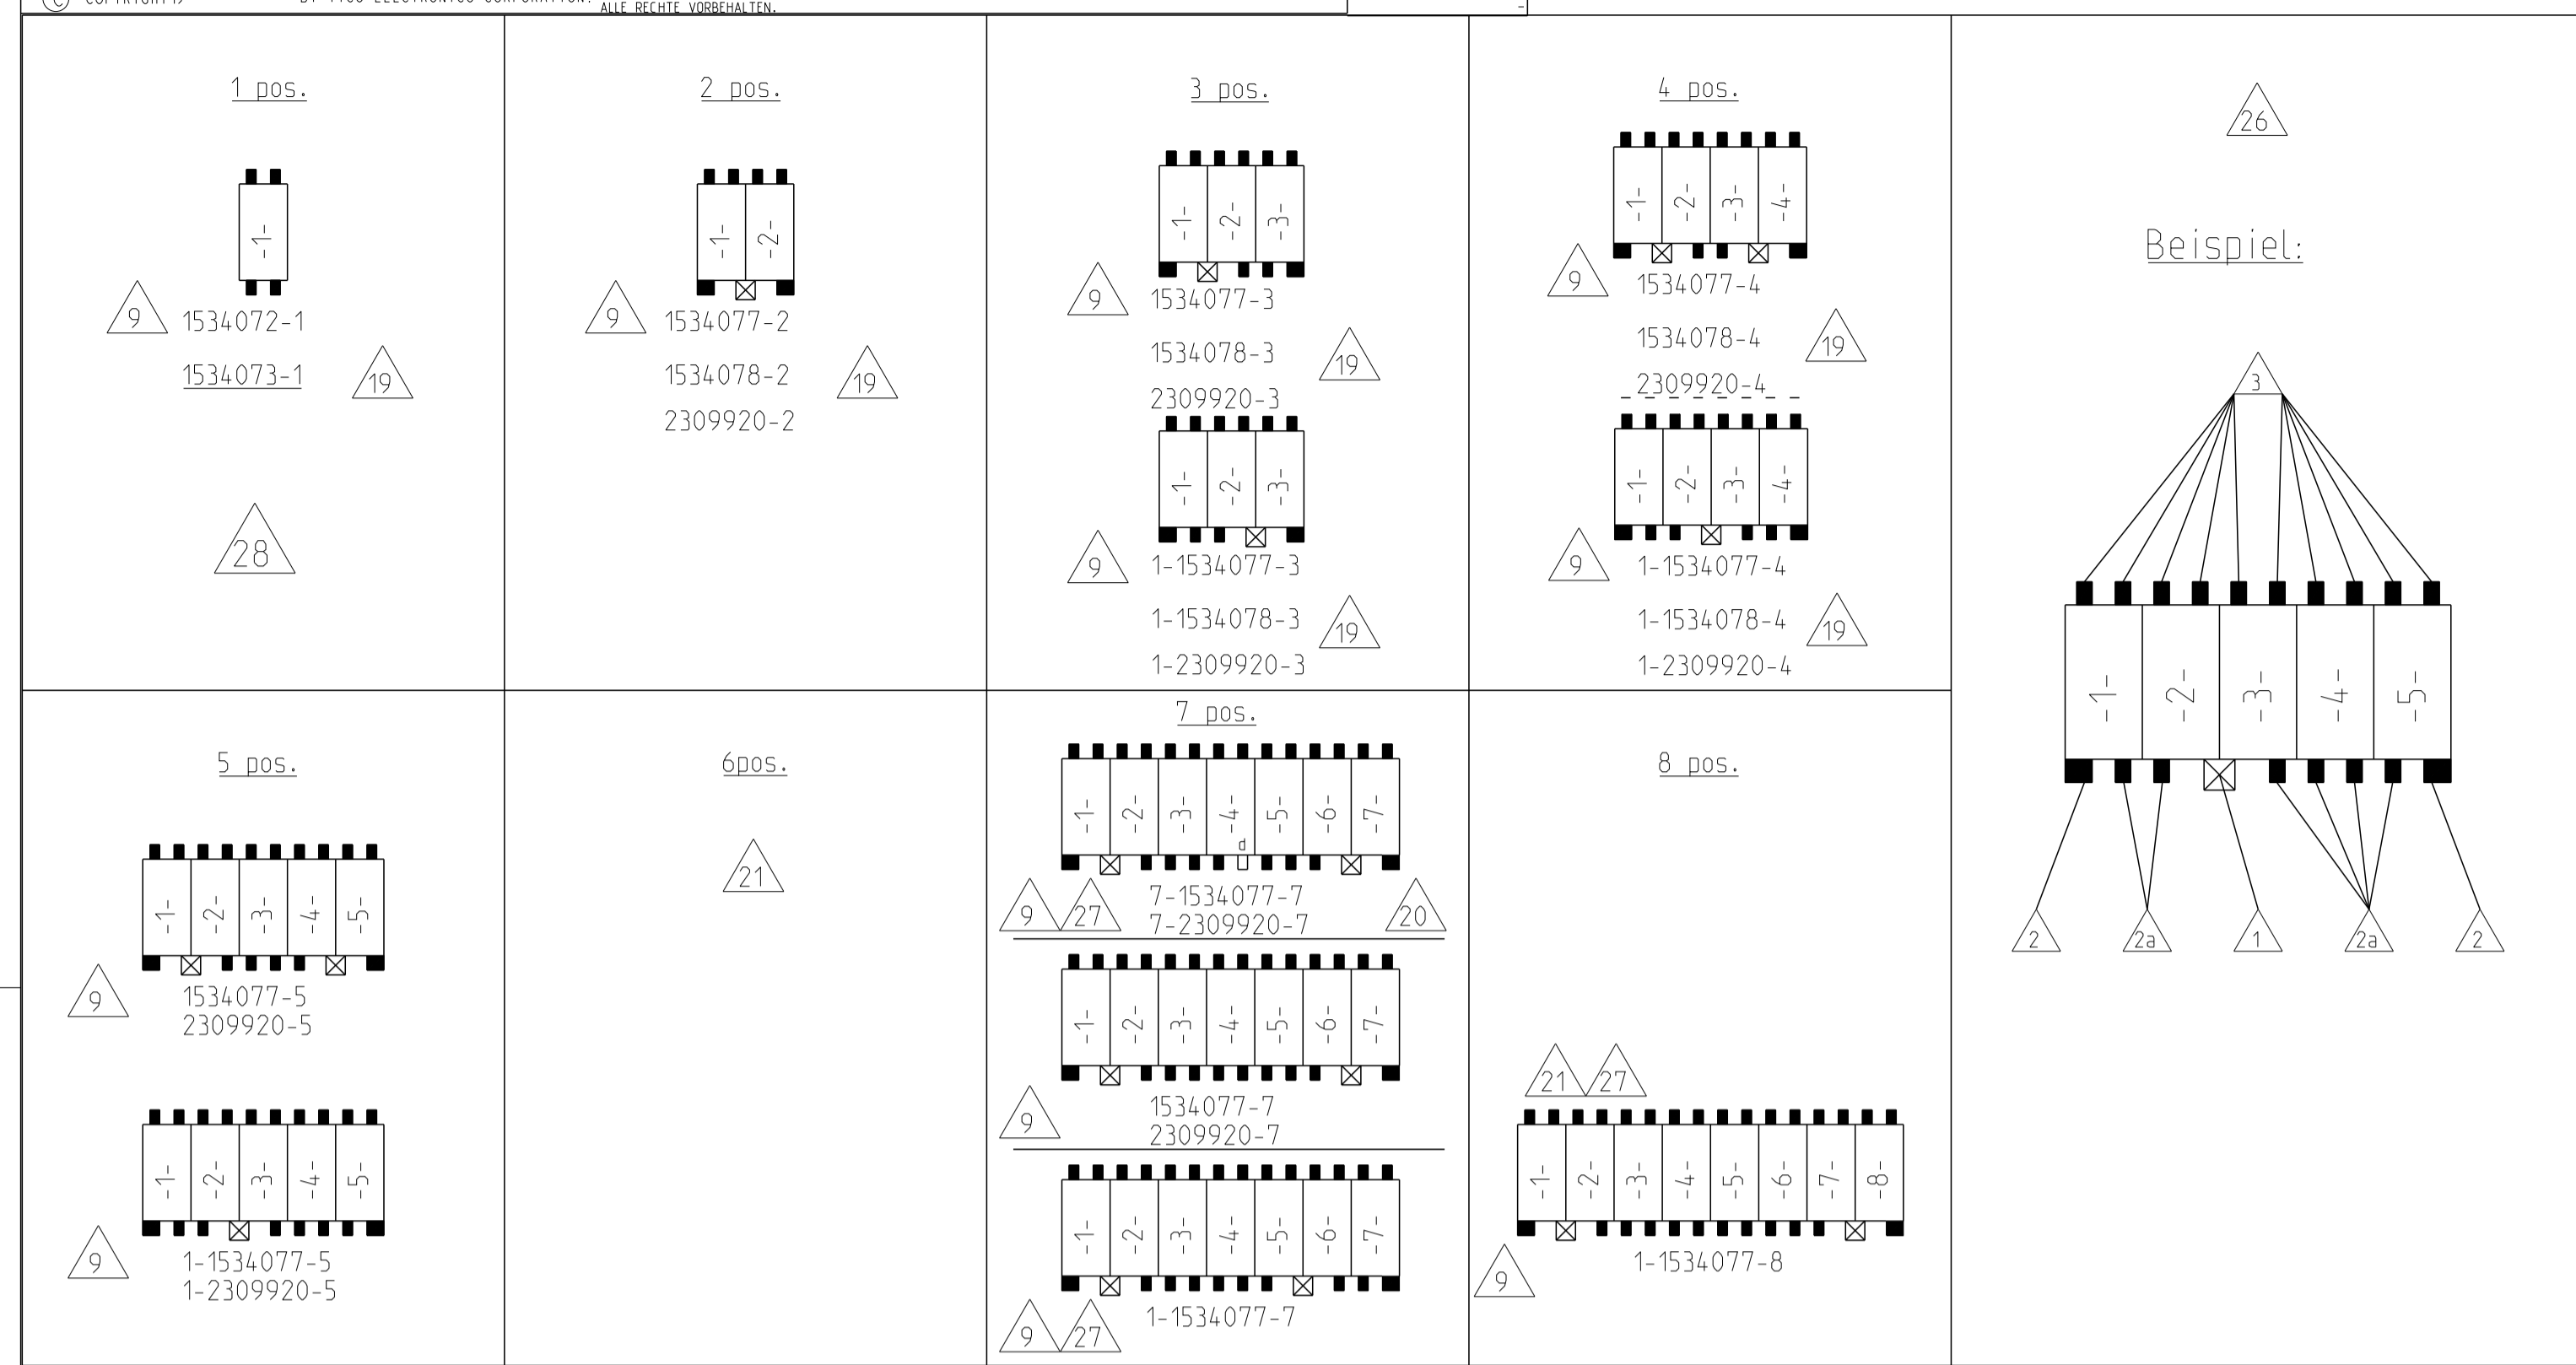 ALLE RECHTE VORBEHALTEN.
1 pos.
-1-
9
1534072-1
1534073-1
19
28
2 pos.
-1- -2-
9
1534077-2
1534078-2
19
2309920-2
3 pos.
-1- -2- -3-
9
1534077-3
1534078-3
19
2309920-3
-1- -2- -3-
9
1-1534077-3
1-1534078-3
19
1-2309920-3
4 pos.
-1- -2- -3- -4-
9
1534077-4
1534078-4
19
2309920-4
-1- -2- -3- -4-
9
1-1534077-4
1-1534078-4
19
1-2309920-4
26
Beispiel:
3
-1- -2- -3- -4- -5-
2 2a 1 2a 2
5 pos.
-1- -2- -3- -4- -5-
9
1534077-5
2309920-5
-1- -2- -3- -4- -5-
9
1-1534077-5
1-2309920-5
6pos.
21
7 pos.
-1- -2- -3- -4- -5- -6- -7-
d
9 27
7-1534077-7
7-2309920-7
20
-1- -2- -3- -4- -5- -6- -7-
9
1534077-7
2309920-7
-1- -2- -3- -4- -5- -6- -7-
1-1534077-7
9 27
8 pos.
21 27
-1- -2- -3- -4- -5- -6- -7- -8-
9
1-1534077-8